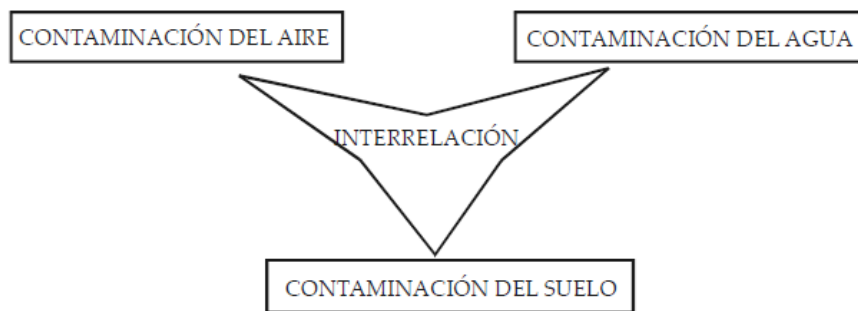 CONTAMINACIÓN DEL AIRE
CONTAMINACIÓN DEL AGUA
INTERRELACIÓN
CONTAMINACIÓN DEL SUELO